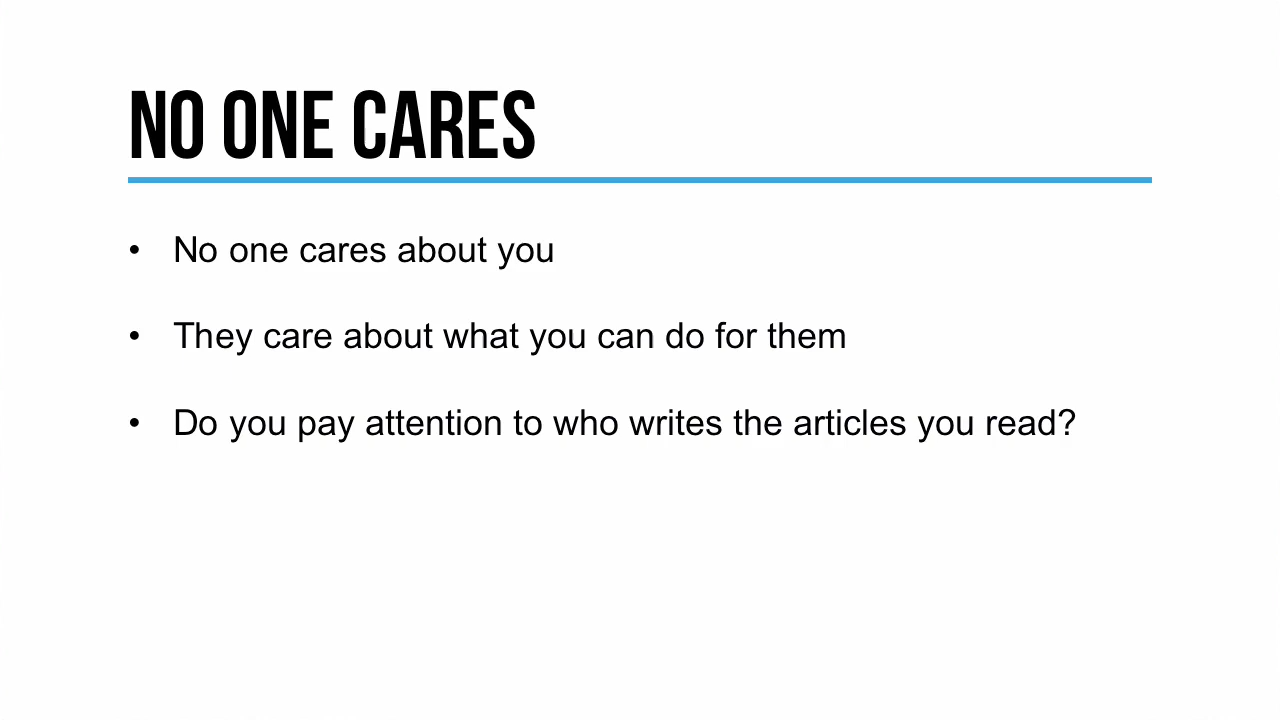 NO ONE CARES
• No one cares about you
• They care about what you can do for them
• Do you pay attention to who writes the articles you read?